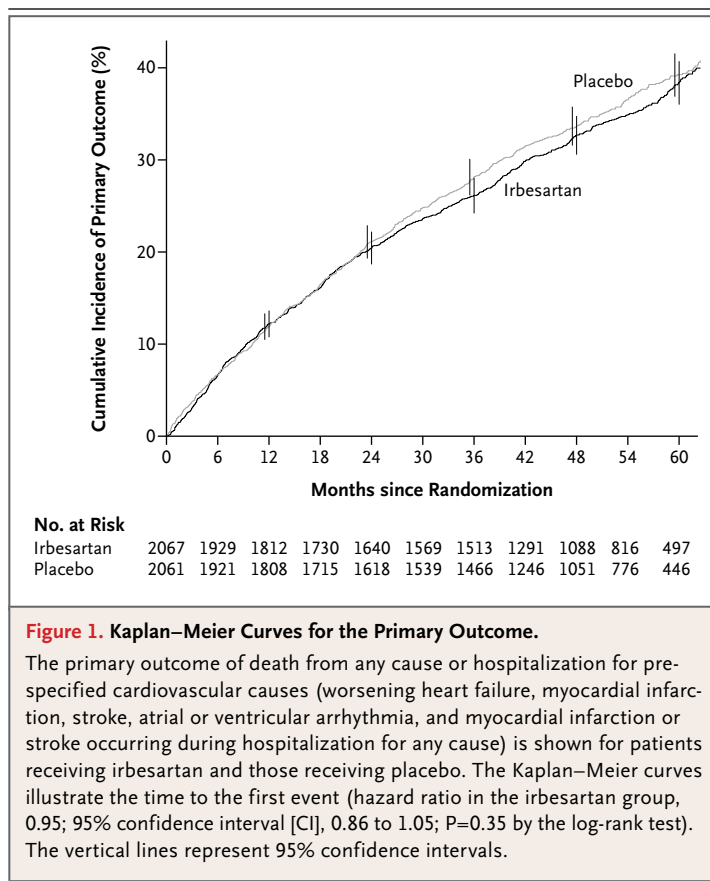 Cumulative Incidence of Primary Outcome (%)
40
30
20
10
0
Placebo
Irbesartan
0 6 12 18 24 30 36 42 48 54 60
Months since Randomization
No. at Risk
Irbesartan 2067 1929 1812 1730 1640 1569 1513 1291 1088 816 497
Placebo 2061 1921 1808 1715 1618 1539 1466 1246 1051 776 446
Figure 1. Kaplan–Meier Curves for the Primary Outcome.
The primary outcome of death from any cause or hospitalization for pre-
specified cardiovascular causes (worsening heart failure, myocardial infarc-
tion, stroke, atrial or ventricular arrhythmia, and myocardial infarction or
stroke occurring during hospitalization for any cause) is shown for patients
receiving irbesartan and those receiving placebo. The Kaplan–Meier curves
illustrate the time to the first event (hazard ratio in the irbesartan group,
0.95; 95% confidence interval [CI], 0.86 to 1.05; P=0.35 by the log-rank test).
The vertical lines represent 95% confidence intervals.